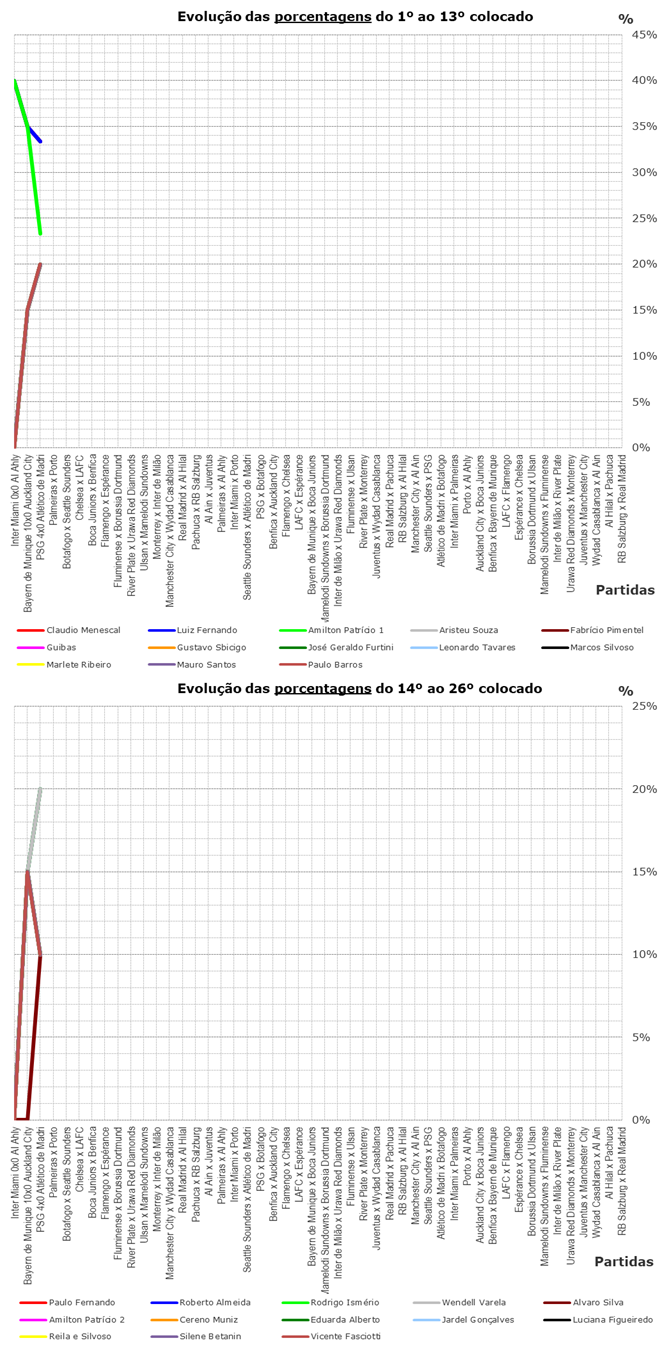 Evolução das porcentagens do 1º ao 13º colocado
%
45%
40%
35%
30%
25%
20%
15%
10%
5%
0%
Inter Miami 0x0 Al Ahly
Bayern de Munique 10x0 Auckland City
PSG 4x0 Atlético de Madri
Palmeiras x Porto
Botafogo x Seattle Sounders
Chelsea x LAFC
Boca Juniors x Benfica
Flamengo x Espérance
Fluminense x Borussia Dortmund
River Plate x Urawa Red Diamonds
Ulsan x Mamelodi Sundowns
Monterrey x Inter de Milão
Manchester City x Wydad Casablanca
Real Madrid x Al Hilal
Pachuca x RB Salzburg
Al Ain x Juventus
Palmeiras x Al Ahly
Inter Miami x Porto
Seattle Sounders x Atlético de Madri
PSG x Botafogo
Benfica x Auckland City
Flamengo x Chelsea
LAFC x Espérance
Bayern de Munique x Boca Juniors
Mamelodi Sundowns x Borussia Dortmund
Inter de Milão x Urawa Red Diamonds
Fluminense x Ulsan
River Plate x Monterrey
Juventus x Wydad Casablanca
Real Madrid x Pachuca
RB Salzburg x Al Hilal
Manchester City x Al Ain
Seattle Sounders x PSG
Atlético de Madri x Botafogo
Inter Miami x Palmeiras
Porto x Al Ahly
Auckland City x Boca Juniors
Benfica x Bayern de Munique
LAFC x Flamengo
Espérance x Chelsea
Borussia Dortmund x Ulsan
Mamelodi Sundowns x Fluminense
Inter de Milão x River Plate
Urawa Red Diamonds x Monterrey
Juventus x Manchester City
Wydad Casablanca x Al Ain
Al Hilal x Pachuca
RB Salzburg x Real Madrid
Partidas
Claudio Menescal Luiz Fernando Amilton Patrício 1 Aristeu Souza Fabrício Pimentel
Guibas Gustavo Sbicigo José Geraldo Furtini Leonardo Tavares Marcos Silvoso
Marlete Ribeiro Mauro Santos Paulo Barros
Evolução das porcentagens do 14º ao 26º colocado
%
25%
20%
15%
10%
5%
0%
Inter Miami 0x0 Al Ahly
Bayern de Munique 10x0 Auckland City
PSG 4x0 Atlético de Madri
Palmeiras x Porto
Botafogo x Seattle Sounders
Chelsea x LAFC
Boca Juniors x Benfica
Flamengo x Espérance
Fluminense x Borussia Dortmund
River Plate x Urawa Red Diamonds
Ulsan x Mamelodi Sundowns
Monterrey x Inter de Milão
Manchester City x Wydad Casablanca
Real Madrid x Al Hilal
Pachuca x RB Salzburg
Al Ain x Juventus
Palmeiras x Al Ahly
Inter Miami x Porto
Seattle Sounders x Atlético de Madri
PSG x Botafogo
Benfica x Auckland City
Flamengo x Chelsea
LAFC x Espérance
Bayern de Munique x Boca Juniors
Mamelodi Sundowns x Borussia Dortmund
Inter de Milão x Urawa Red Diamonds
Fluminense x Ulsan
River Plate x Monterrey
Juventus x Wydad Casablanca
Real Madrid x Pachuca
RB Salzburg x Al Hilal
Manchester City x Al Ain
Seattle Sounders x PSG
Atlético de Madri x Botafogo
Inter Miami x Palmeiras
Porto x Al Ahly
Auckland City x Boca Juniors
Benfica x Bayern de Munique
LAFC x Flamengo
Espérance x Chelsea
Borussia Dortmund x Ulsan
Mamelodi Sundowns x Fluminense
Inter de Milão x River Plate
Urawa Red Diamonds x Monterrey
Juventus x Manchester City
Wydad Casablanca x Al Ain
Al Hilal x Pachuca
RB Salzburg x Real Madrid
Partidas
Paulo Fernando Roberto Almeida Rodrigo Ismério Wendell Varela Alvaro Silva
Amilton Patrício 2 Cereno Muniz Eduarda Alberto Jardel Gonçalves Luciana Figueiredo
Reila e Silvoso Silene Betanin Vicente Fasciotti